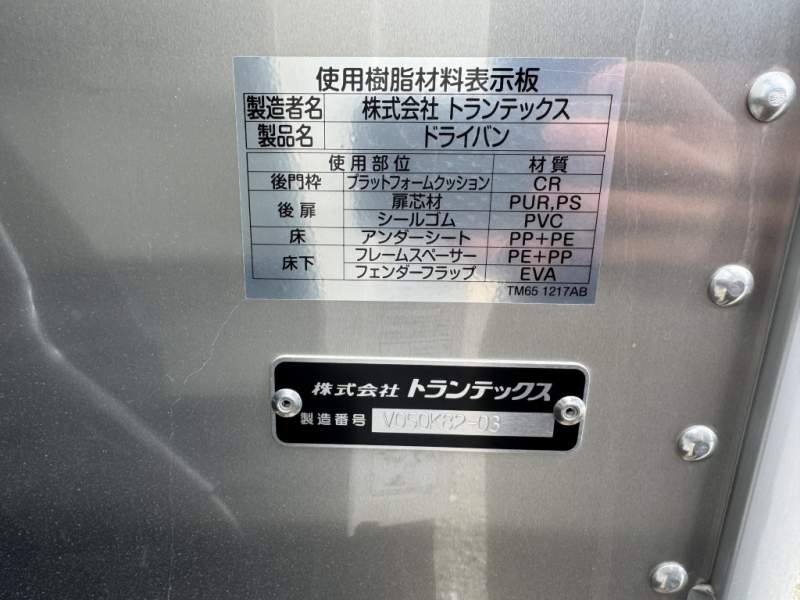 使用樹脂材料表示板
製造者名 株式会社 トランテックス
製品名 ドライバン
使用部位 材質
後門枠 プラットフォームクッション CR
後扉 扉芯材 PUR,PS
シールゴム PVC
床 アンダーシート PP+PE
床下 フレームスペーサー PE+PP
フェンダーフラップ EVA
TM65 1217AB
株式会社 トランテックス
製造番号 V050K82-03